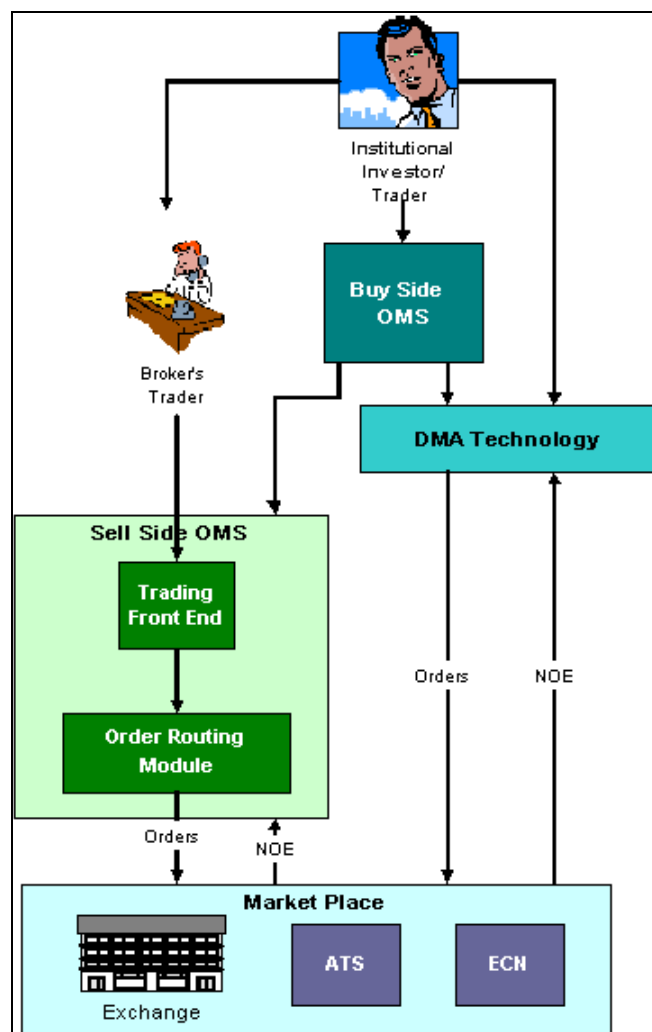 Institutional
Investor/
Trader
Buy Side
OMS
Broker's
Trader
DMA Technology
Sell Side OMS
Trading
Front End
Order Routing
Module
Orders
NOE
Orders
NOE
Market Place
Exchange
ATS
ECN